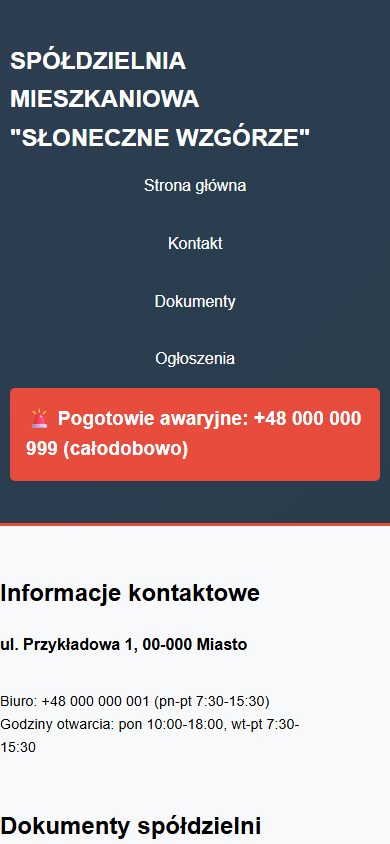 SPÓŁDZIELNIA
MIESZKANIOWA
"SŁONECZNE WZGÓRZE"
Strona główna
Kontakt
Dokumenty
Ogłoszenia
🚨 Pogotowie awaryjne: +48 000 000
999 (całodobowo)
Informacje kontaktowe
ul. Przykładowa 1, 00-000 Miasto
Biuro: +48 000 000 001 (pn-pt 7:30-15:30)
Godziny otwarcia: pon 10:00-18:00, wt-pt 7:30-
15:30
Dokumenty spółdzielni